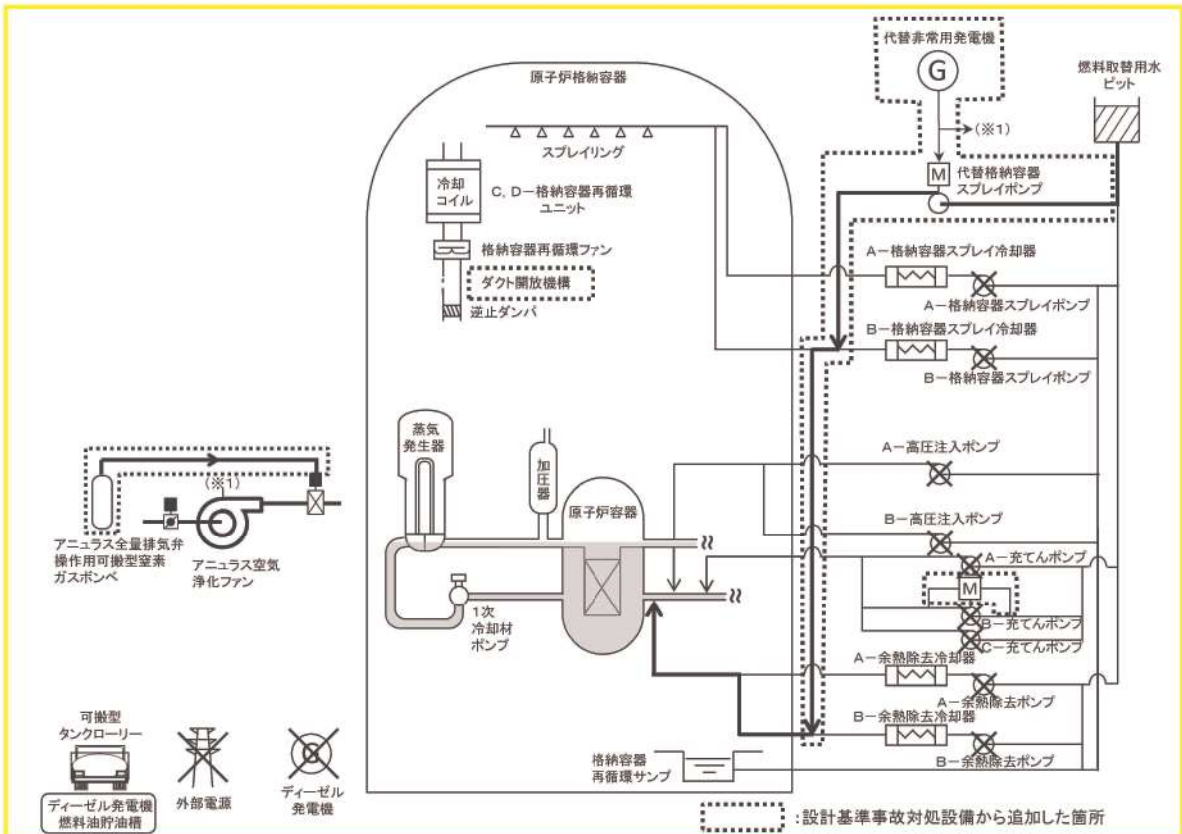 代替非常用発電機
G
燃料取替用水
ピット
原子炉格納容器
(※1)
スプレイリング
M
代替格納容器
スプレイポンプ
冷却
コイル
C, D－格納容器再循環
ユニット
格納容器再循環ファン
ダクト開放機構
逆止ダンパ
A－格納容器スプレイ冷却器
A－格納容器スプレイポンプ
B－格納容器スプレイ冷却器
B－格納容器スプレイポンプ
蒸気
発生器
加圧器
原子炉容器
A－高圧注入ポンプ
B－高圧注入ポンプ
(※1)
アニュラス全量排気弁
操作用可搬型窒素
ガスボンベ
アニュラス空気
浄化ファン
1次
冷却材
ポンプ
A－充てんポンプ
M
B－充てんポンプ
C－充てんポンプ
A－余熱除去冷却器
A－余熱除去ポンプ
B－余熱除去冷却器
B－余熱除去ポンプ
可搬型
タンクローリー
ディーゼル発電機
燃料油貯油槽
外部電源
ディーゼル
発電機
格納容器
再循環サンプ
:設計基準事故対処設備から追加した箇所